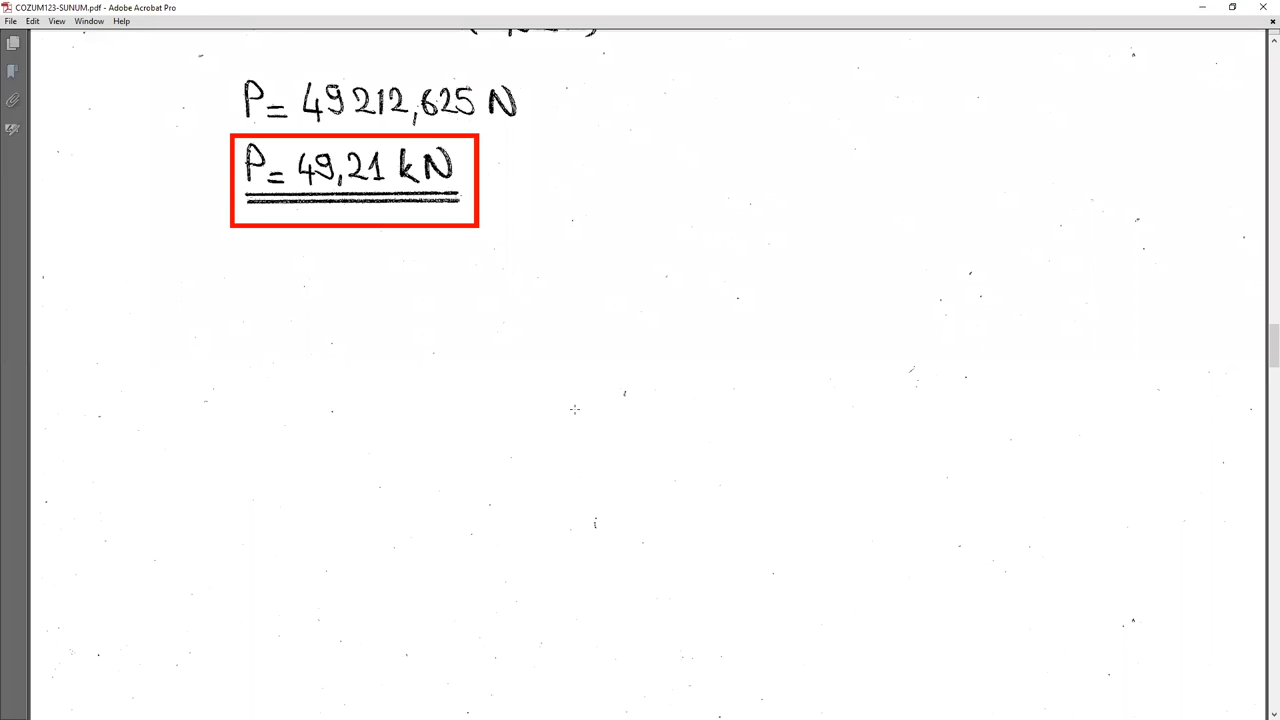 COZUM123-SUNUM.pdf - Adobe Acrobat Pro
File Edit View Window Help
P= 49212,625 N
P= 49,21 kN